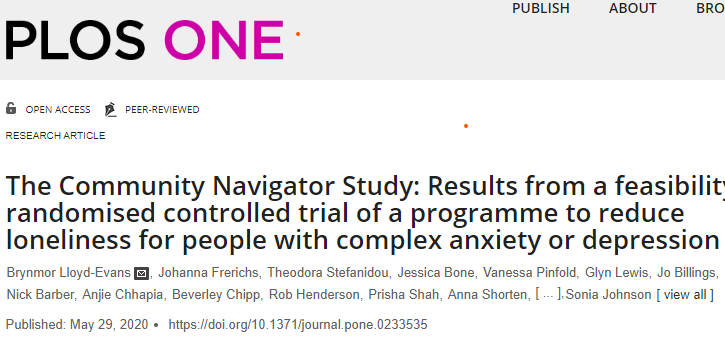 PUBLISH ABOUT BRO
PLOS ONE
OPEN ACCESS PEER-REVIEWED
RESEARCH ARTICLE
The Community Navigator Study: Results from a feasibility
randomised controlled trial of a programme to reduce
loneliness for people with complex anxiety or depression
Brynmor Lloyd-Evans, Johanna Frerichs, Theodora Stefanidou, Jessica Bone, Vanessa Pinfold, Glyn Lewis, Jo Billings,
Nick Barber, Anjie Chhapia, Beverley Chipp, Rob Henderson, Prisha Shah, Anna Shorten, [ ... ], Sonia Johnson [ view all ]
Published: May 29, 2020 • https://doi.org/10.1371/journal.pone.0233535